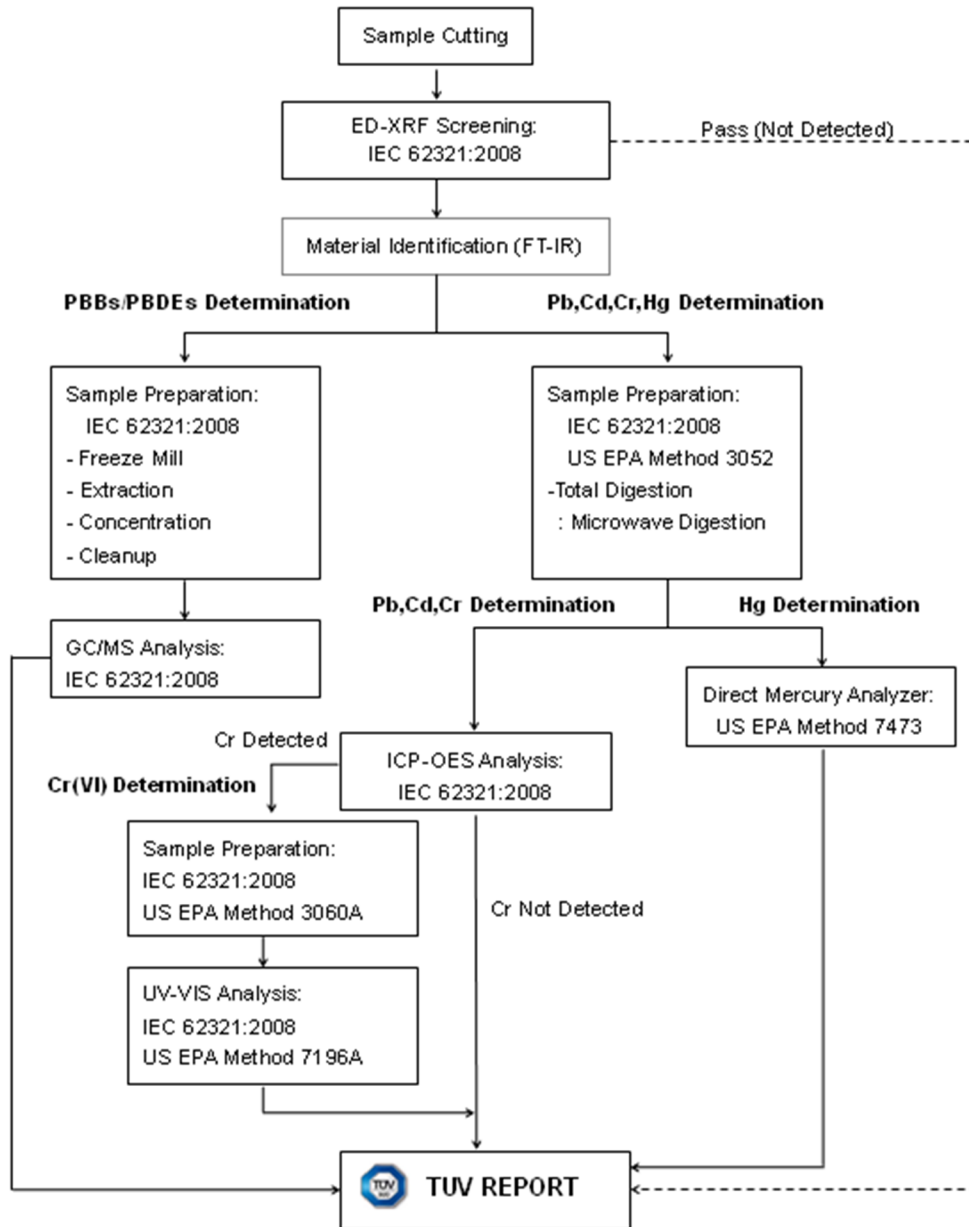 Sample Cutting
ED-XRF Screening:
IEC 62321:2008
Pass (Not Detected)
Material Identification (FT-IR)
PBBs/PBDEs Determination
Pb,Cd,Cr,Hg Determination
Sample Preparation:
IEC 62321:2008
- Freeze Mill
- Extraction
- Concentration
- Cleanup
Sample Preparation:
IEC 62321:2008
US EPA Method 3052
-Total Digestion
: Microwave Digestion
Pb,Cd,Cr Determination
Hg Determination
GC/MS Analysis:
IEC 62321:2008
Direct Mercury Analyzer:
US EPA Method 7473
Cr Detected
ICP-OES Analysis:
IEC 62321:2008
Cr(VI) Determination
Sample Preparation:
IEC 62321:2008
US EPA Method 3060A
Cr Not Detected
UV-VIS Analysis:
IEC 62321:2008
US EPA Method 7196A
TUV
TUV REPORT